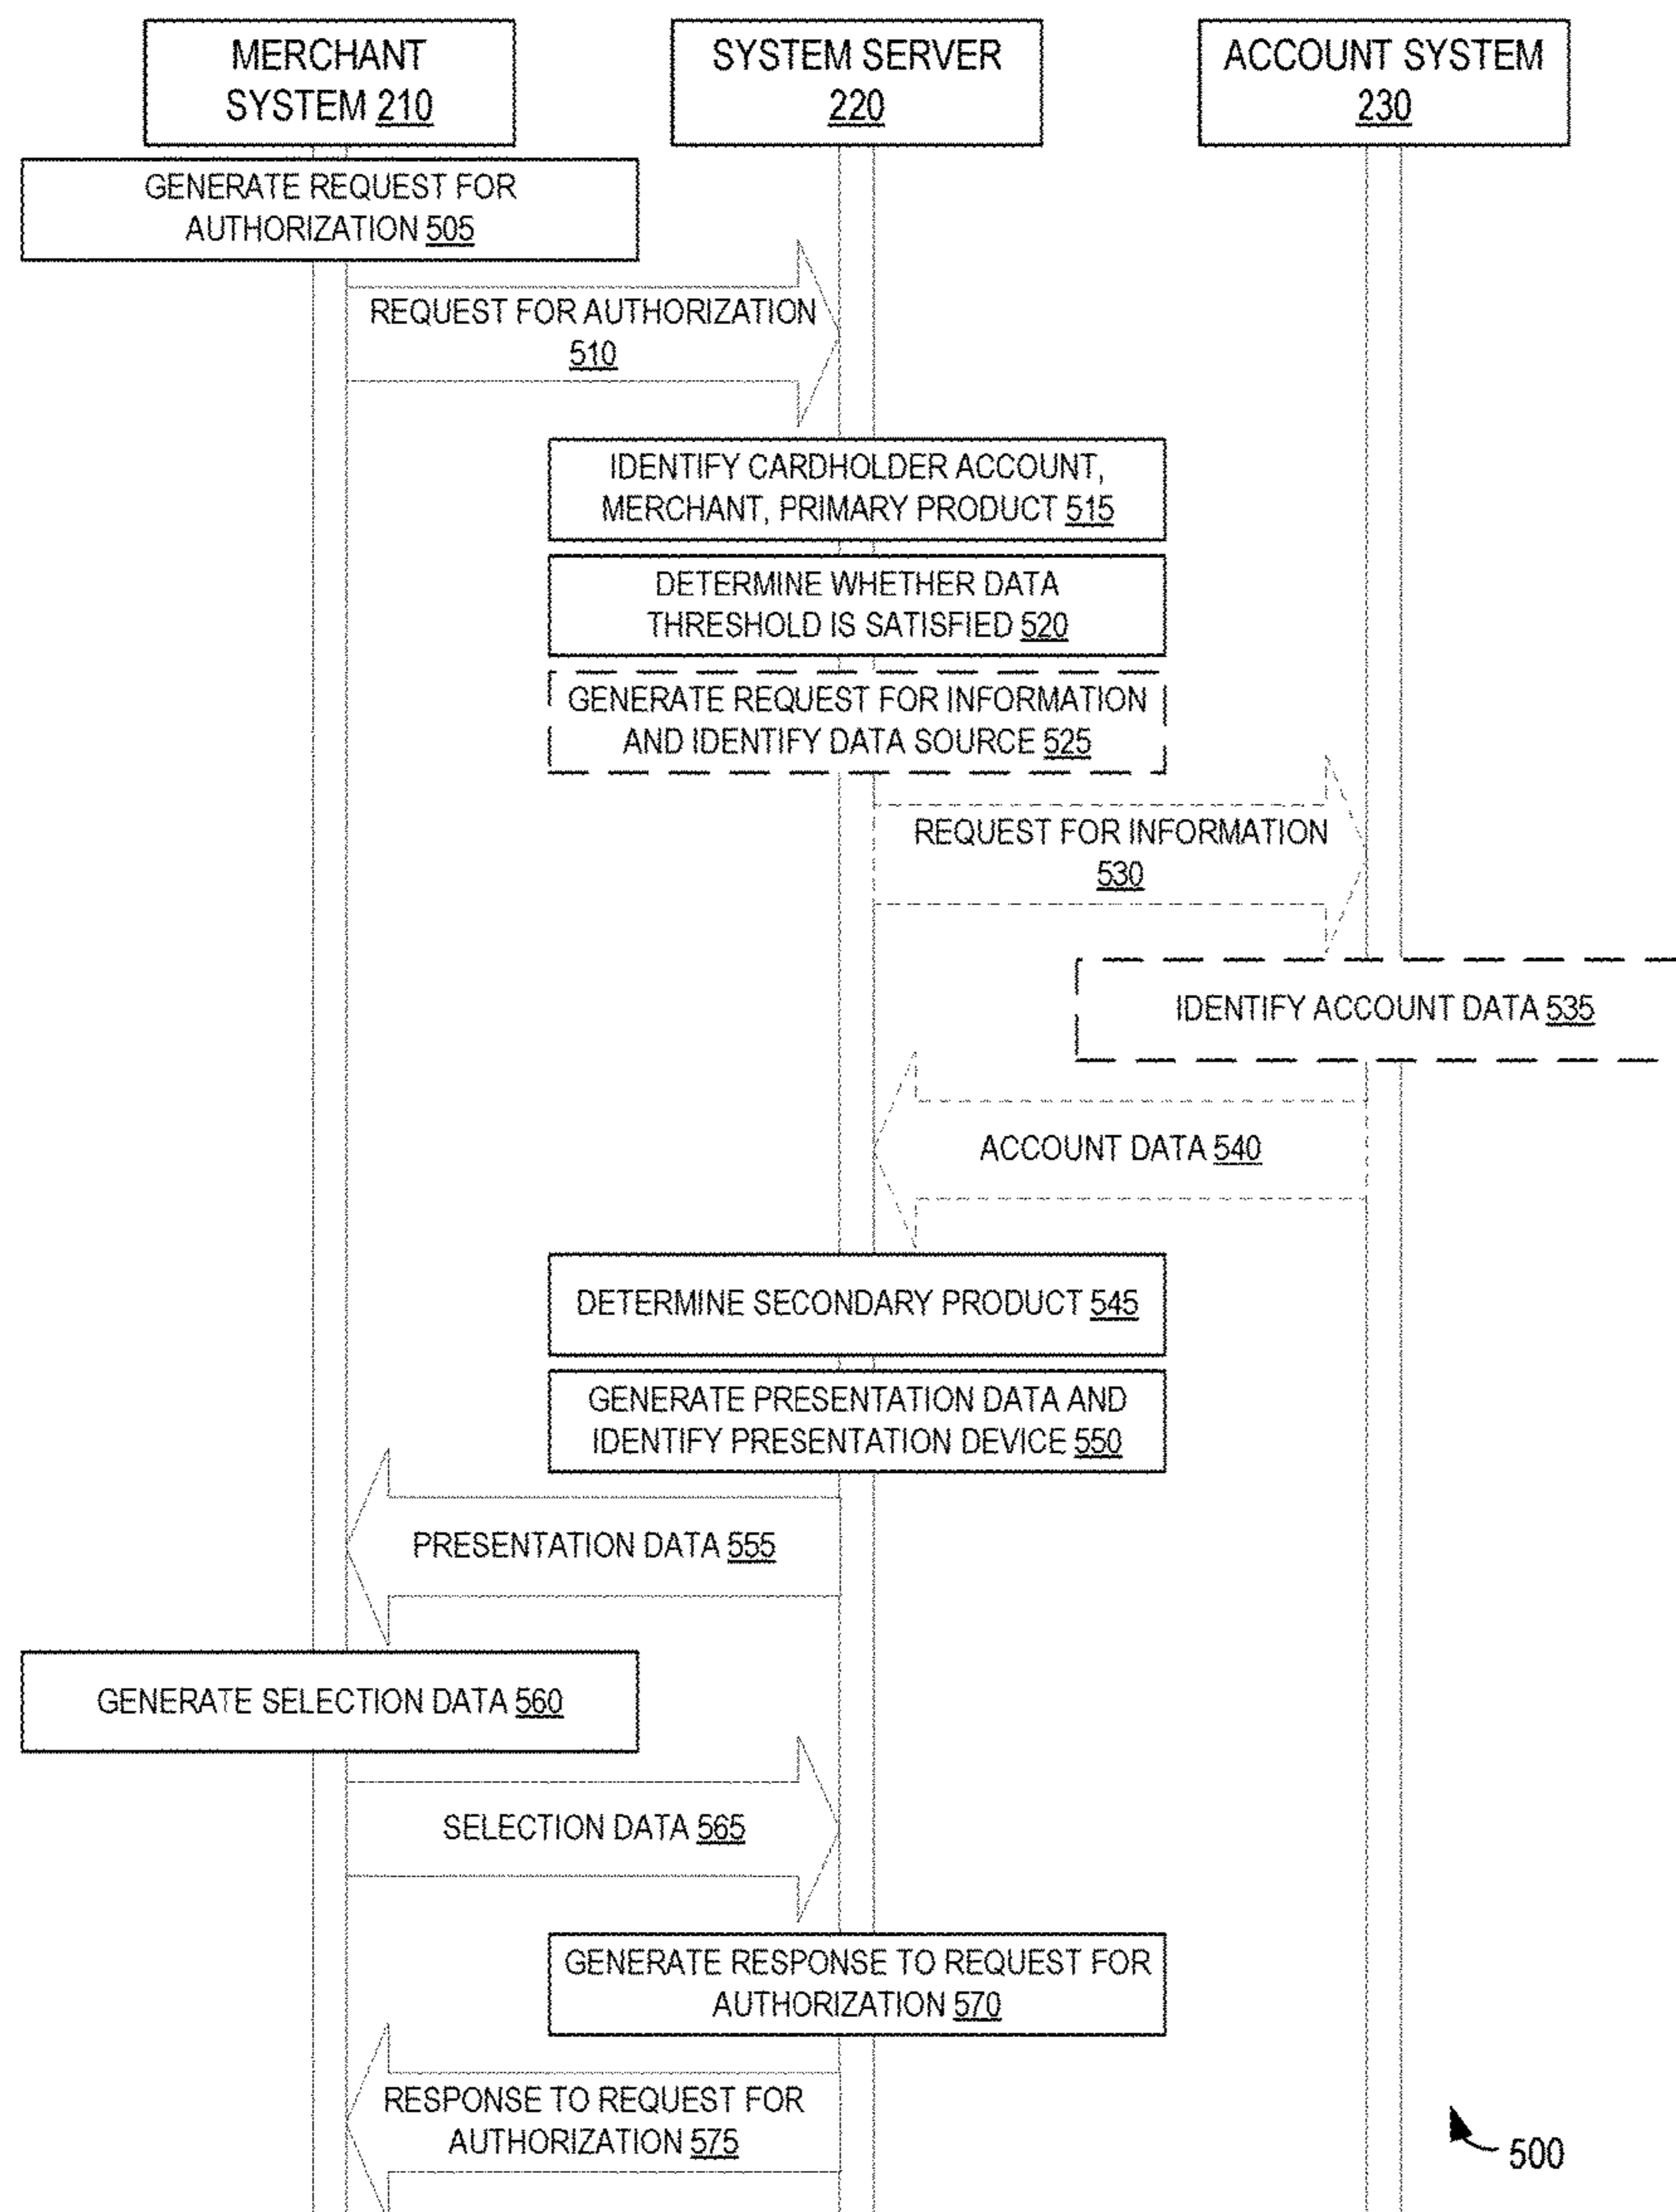 MERCHANT
SYSTEM 210
SYSTEM SERVER
220
ACCOUNT SYSTEM
230
GENERATE REQUEST FOR
AUTHORIZATION 505
REQUEST FOR AUTHORIZATION
510
IDENTIFY CARDHOLDER ACCOUNT,
MERCHANT, PRIMARY PRODUCT 515
DETERMINE WHETHER DATA
THRESHOLD IS SATISFIED 520
GENERATE REQUEST FOR INFORMATION
AND IDENTIFY DATA SOURCE 525
REQUEST FOR INFORMATION
530
IDENTIFY ACCOUNT DATA 535
ACCOUNT DATA 540
DETERMINE SECONDARY PRODUCT 545
GENERATE PRESENTATION DATA AND
IDENTIFY PRESENTATION DEVICE 550
PRESENTATION DATA 555
GENERATE SELECTION DATA 560
SELECTION DATA 565
GENERATE RESPONSE TO REQUEST FOR
AUTHORIZATION 570
RESPONSE TO REQUEST FOR
AUTHORIZATION 575
500